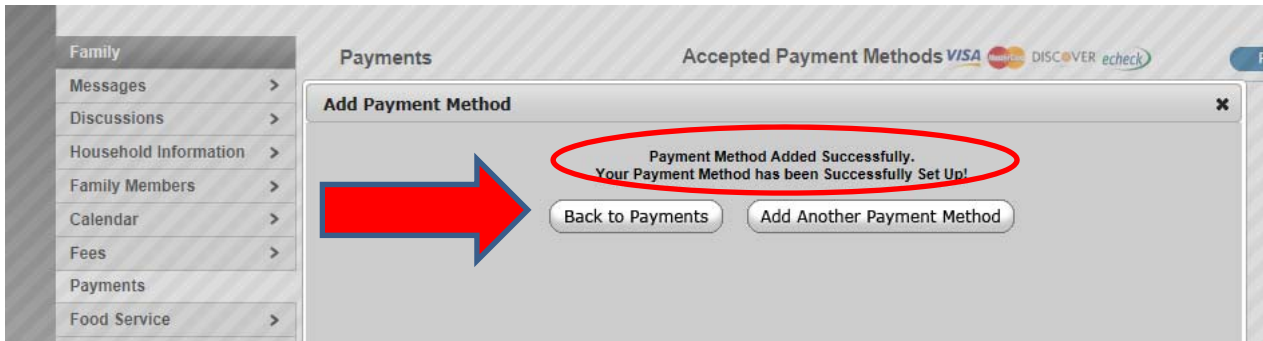 Family
Messages
Discussions
Household Information
Family Members
Calendar
Fees
Payments
Food Service
Payments
Accepted Payment Methods VISA MasterCard DISCOVER echeck
Add Payment Method
Payment Method Added Successfully.
Your Payment Method has been Successfully Set Up!
Back to Payments
Add Another Payment Method